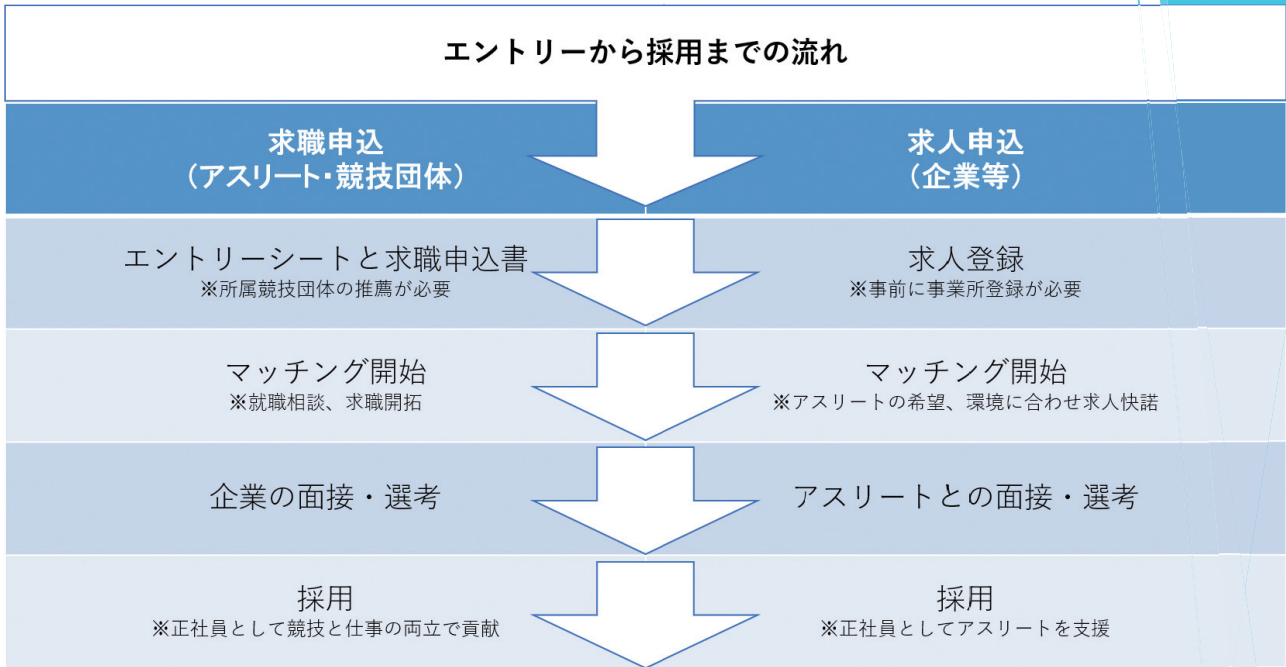 エントリーから採用までの流れ
求職申込
（アスリート・競技団体）
求人申込
（企業等）
エントリーシートと求職申込書
※所属競技団体の推薦が必要
求人登録
※事前に事業所登録が必要
マッチング開始
※就職相談、求職開拓
マッチング開始
※アスリートの希望、環境に合わせ求人快諾
企業の面接・選考
アスリートとの面接・選考
採用
※正社員として競技と仕事の両立で貢献
採用
※正社員としてアスリートを支援